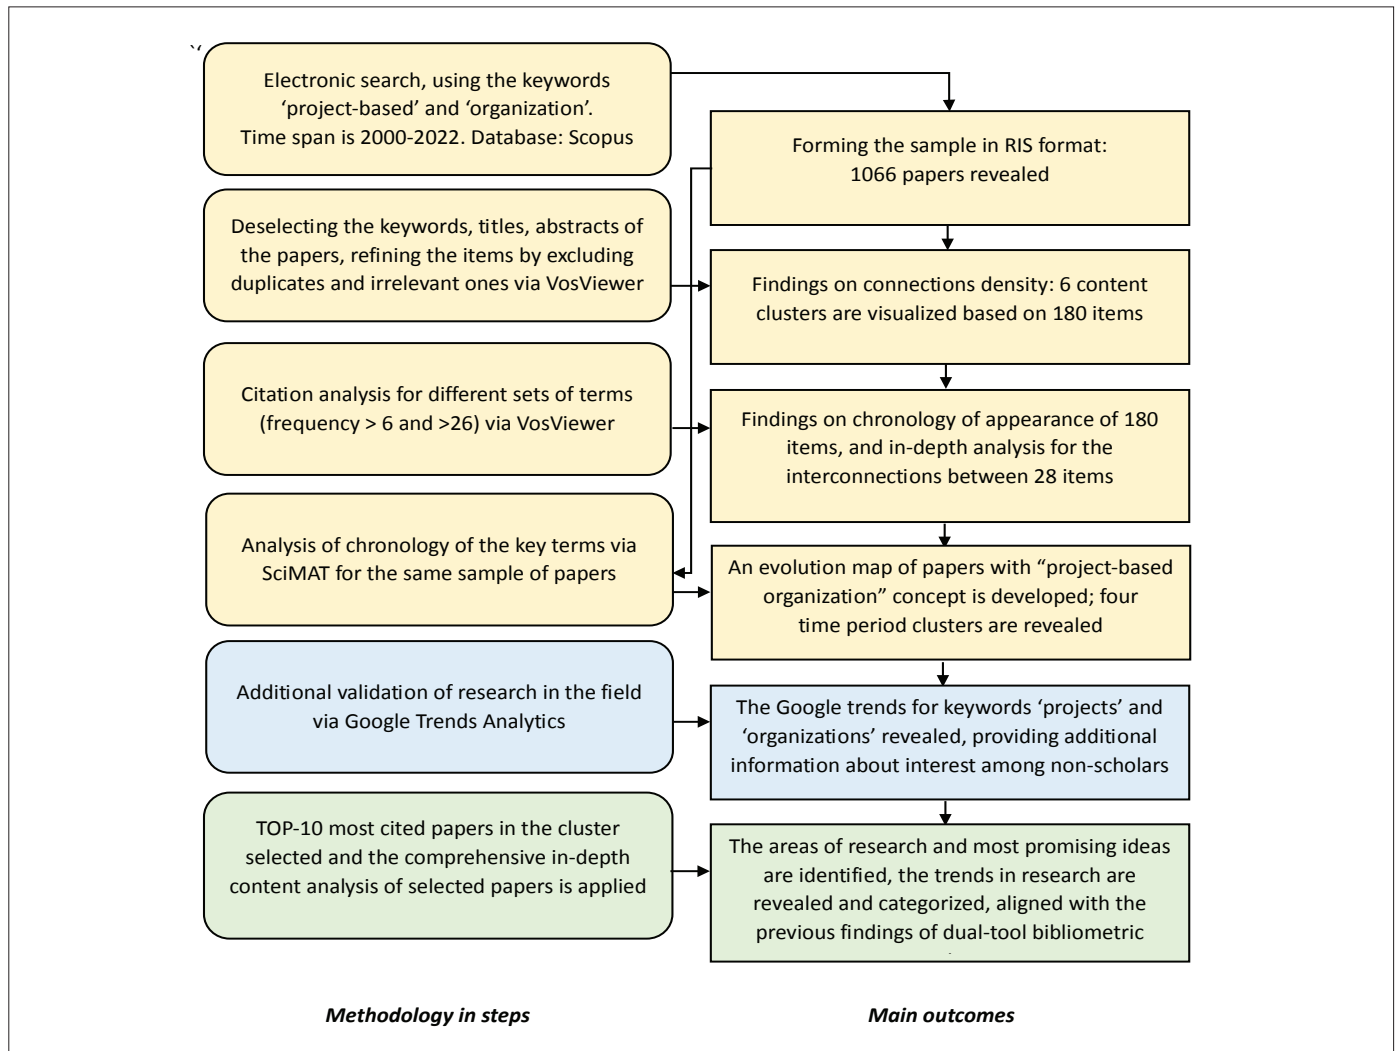 Electronic search, using the keywords
‘project-based’ and ‘organization’.
Time span is 2000-2022. Database: Scopus
Forming the sample in RIS format:
1066 papers revealed
Deselecting the keywords, titles, abstracts of
the papers, refining the items by excluding
duplicates and irrelevant ones via VosViewer
Findings on connections density: 6 content
clusters are visualized based on 180 items
Citation analysis for different sets of terms
(frequency > 6 and >26) via VosViewer
Findings on chronology of appearance of 180
items, and in-depth analysis for the
interconnections between 28 items
Analysis of chronology of the key terms via
SciMAT for the same sample of papers
An evolution map of papers with “project-based
organization” concept is developed; four
time period clusters are revealed
Additional validation of research in the field
via Google Trends Analytics
The Google trends for keywords ‘projects’ and
‘organizations’ revealed, providing additional
information about interest among non-scholars
TOP-10 most cited papers in the cluster
selected and the comprehensive in-depth
content analysis of selected papers is applied
The areas of research and most promising ideas
are identified, the trends in research are
revealed and categorized, aligned with the
previous findings of dual-tool bibliometric
Methodology in steps
Main outcomes